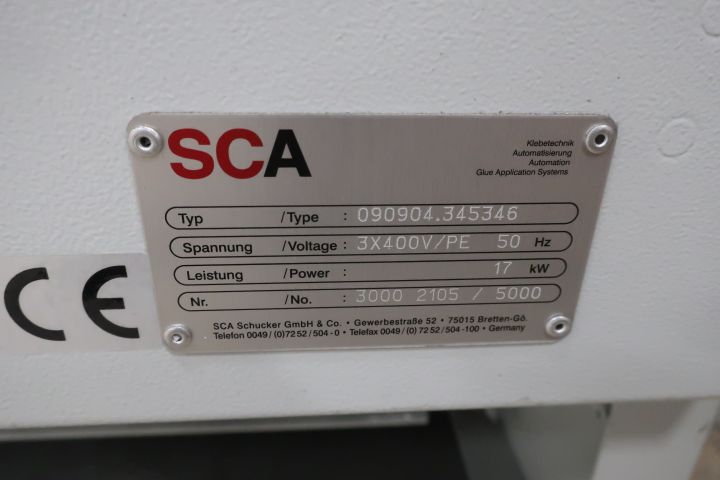 SCA
Klebetechnik
Automatisierung
Automation
Glue Application Systems
Typ /Type : 090904.345346
Spannung /Voltage : 3X400V/PE 50 Hz
Leistung /Power : 17 kW
Nr. /No. : 3000 2105 / 5000
CE
SCA Schucker GmbH & Co. • Gewerbestraße 52 • 75015 Bretten-Gö.
Telefon 0049/(0)7252/504-0 • Telefax 0049/(0)7252/504-100 • Germany